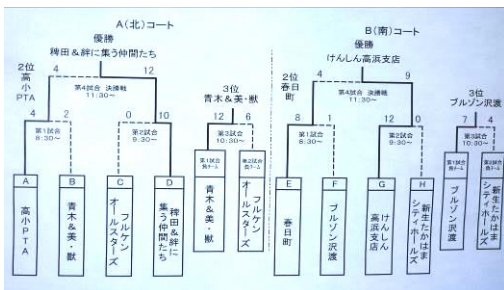 A(北)コート
優勝
稗田&絆に集う仲間たち
2位
高小PTA
4
12
第4試合 決勝戦
11:30~
3位
青木&美・獣
4
2
第1試合
8:30~
0
10
第2試合
9:30~
12
6
第3試合
10:30~
第1試合
負チーム
第2試合
負チーム
A
高小PTA
B
青木&美・獣
C
フルケン
オールスターズ
D
稗田&絆に
集う仲間たち
青木&美・獣
フルケン
オールスターズ
B(南)コート
優勝
けんしん高浜支店
2位
春日町
4
9
第4試合 決勝戦
11:30~
3位
ブルゾン沢渡
8
1
第1試合
8:30~
12
0
第2試合
9:30~
7
4
第3試合
10:30~
第1試合
負チーム
第2試合
負チーム
E
春日町
F
ブルゾン沢渡
G
けんしん
高浜支店
H
新生たかはま
シティホールズ
ブルゾン沢渡
新生たかはま
シティホールズ